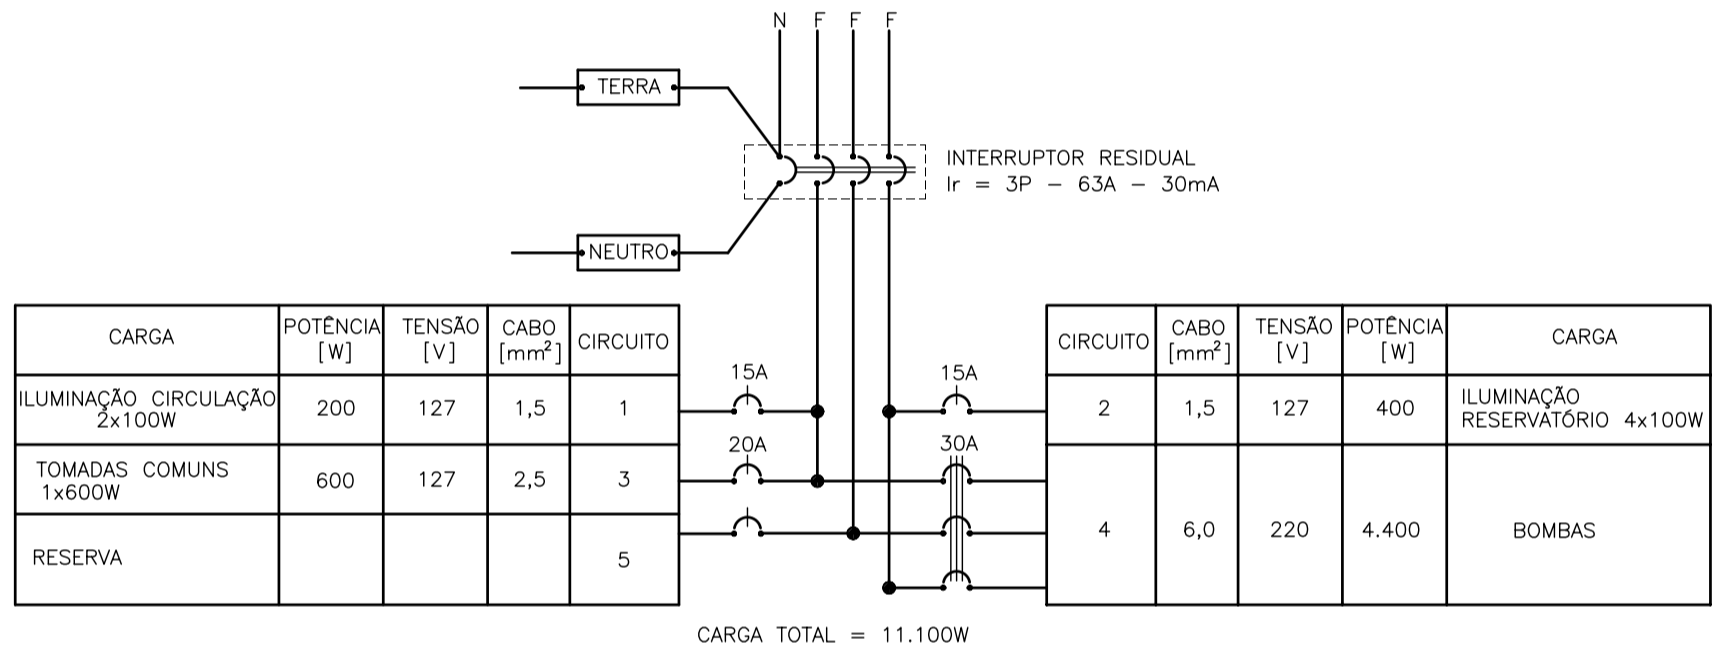 N F F F
TERRA
INTERRUPTOR RESIDUAL
Ir = 3P - 63A - 30mA
NEUTRO
CARGA
POTÊNCIA
[W]
TENSÃO
[V]
CABO
[mm²]
CIRCUITO
ILUMINAÇÃO CIRCULAÇÃO
2x100W
200
127
1,5
1
TOMADAS COMUNS
1x600W
600
127
2,5
3
RESERVA
5
15A
20A
15A
30A
CIRCUITO
CABO
[mm²]
TENSÃO
[V]
POTÊNCIA
[W]
CARGA
2
1,5
127
400
ILUMINAÇÃO
RESERVATÓRIO 4x100W
4
6,0
220
4.400
BOMBAS
CARGA TOTAL = 11.100W